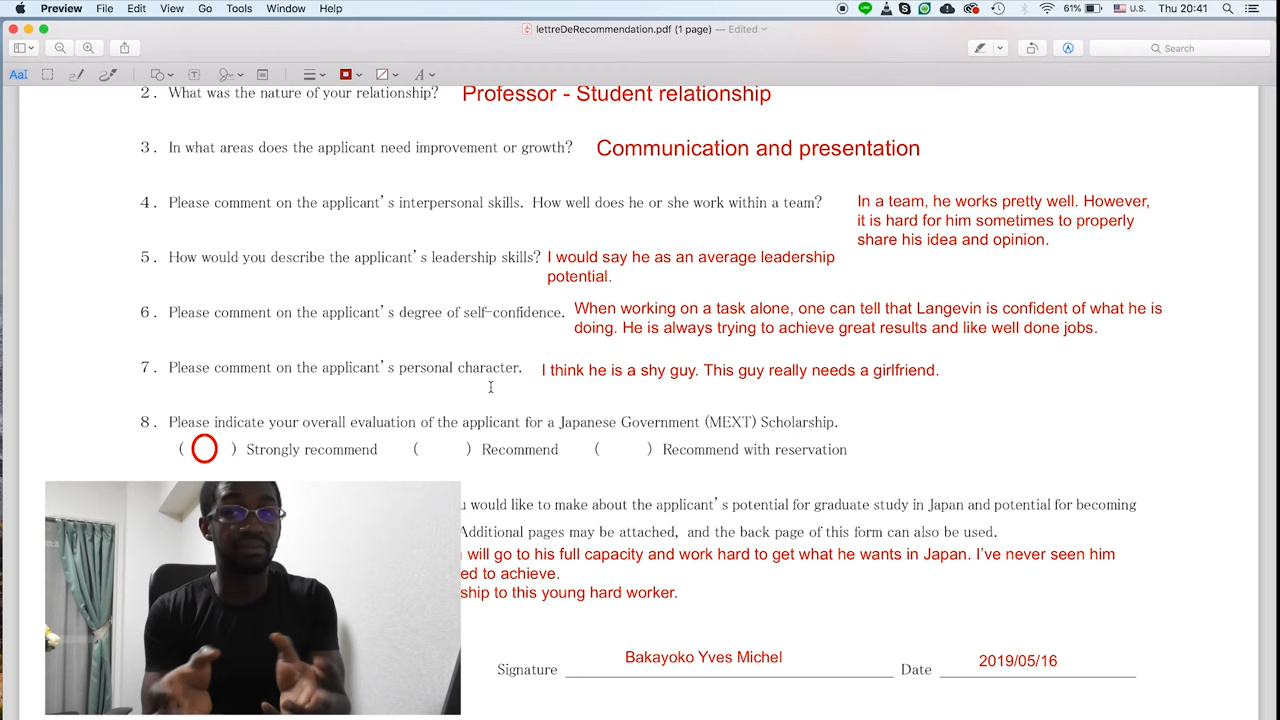 Preview File Edit View Go Tools Window Help 61% U.S. Thu 20:41
lettreDeRecommendation.pdf (1 page) — Edited
Search
AaI T A
2. What was the nature of your relationship? Professor - Student relationship
3. In what areas does the applicant need improvement or growth? Communication and presentation
4. Please comment on the applicant's interpersonal skills. How well does he or she work within a team? In a team, he works pretty well. However,
it is hard for him sometimes to properly
share his idea and opinion.
5. How would you describe the applicant's leadership skills? I would say he as an average leadership
potential.
6. Please comment on the applicant's degree of self-confidence. When working on a task alone, one can tell that Langevin is confident of what he is
doing. He is always trying to achieve great results and like well done jobs.
7. Please comment on the applicant's personal character. I think he is a shy guy. This guy really needs a girlfriend.
8. Please indicate your overall evaluation of the applicant for a Japanese Government (MEXT) Scholarship.
( ) Strongly recommend ( ) Recommend ( ) Recommend with reservation
would like to make about the applicant's potential for graduate study in Japan and potential for becoming
Additional pages may be attached, and the back page of this form can also be used.
will go to his full capacity and work hard to get what he wants in Japan. I've never seen him
ed to achieve.
ship to this young hard worker.
Signature Bakayoko Yves Michel Date 2019/05/16